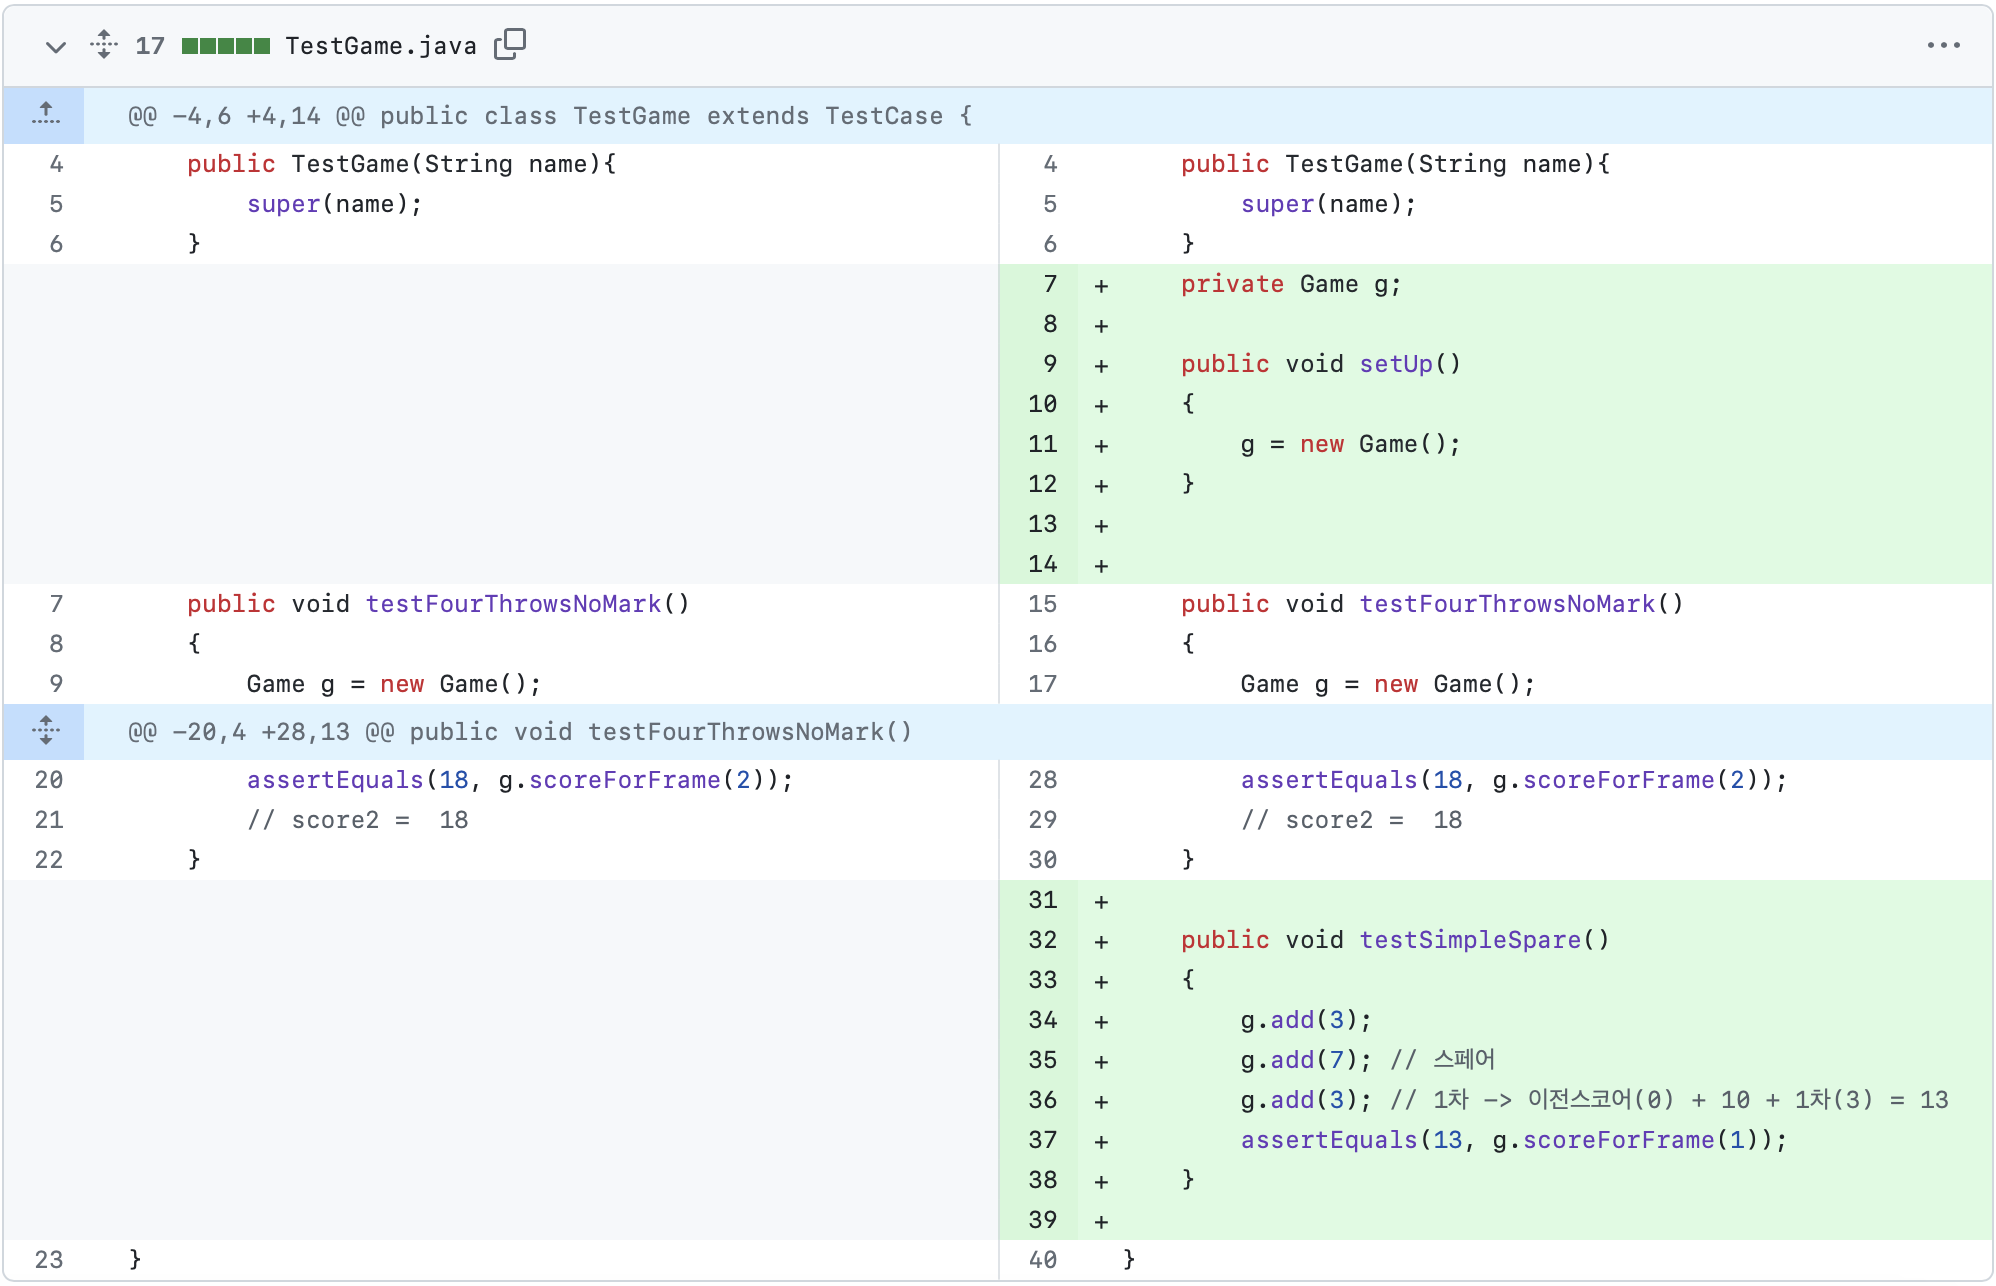 17 TestGame.java
@@ -4,6 +4,14 @@ public class TestGame extends TestCase {
4 public TestGame(String name){
5 super(name);
6 }
7 public void testFourThrowsNoMark()
8 {
9 Game g = new Game();
4 public TestGame(String name){
5 super(name);
6 }
7 + private Game g;
8 +
9 + public void setUp()
10 + {
11 + g = new Game();
12 + }
13 +
14 +
15 public void testFourThrowsNoMark()
16 {
17 Game g = new Game();
@@ -20,4 +28,13 @@ public void testFourThrowsNoMark()
20 assertEquals(18, g.scoreForFrame(2));
21 // score2 =  18
22 }
23 }
28 assertEquals(18, g.scoreForFrame(2));
29 // score2 =  18
30 }
31 +
32 + public void testSimpleSpare()
33 + {
34 + g.add(3);
35 + g.add(7); // 스페어
36 + g.add(3); // 1차 -> 이전스코어(0) + 10 + 1차(3) = 13
37 + assertEquals(13, g.scoreForFrame(1));
38 + }
39 +
40 }